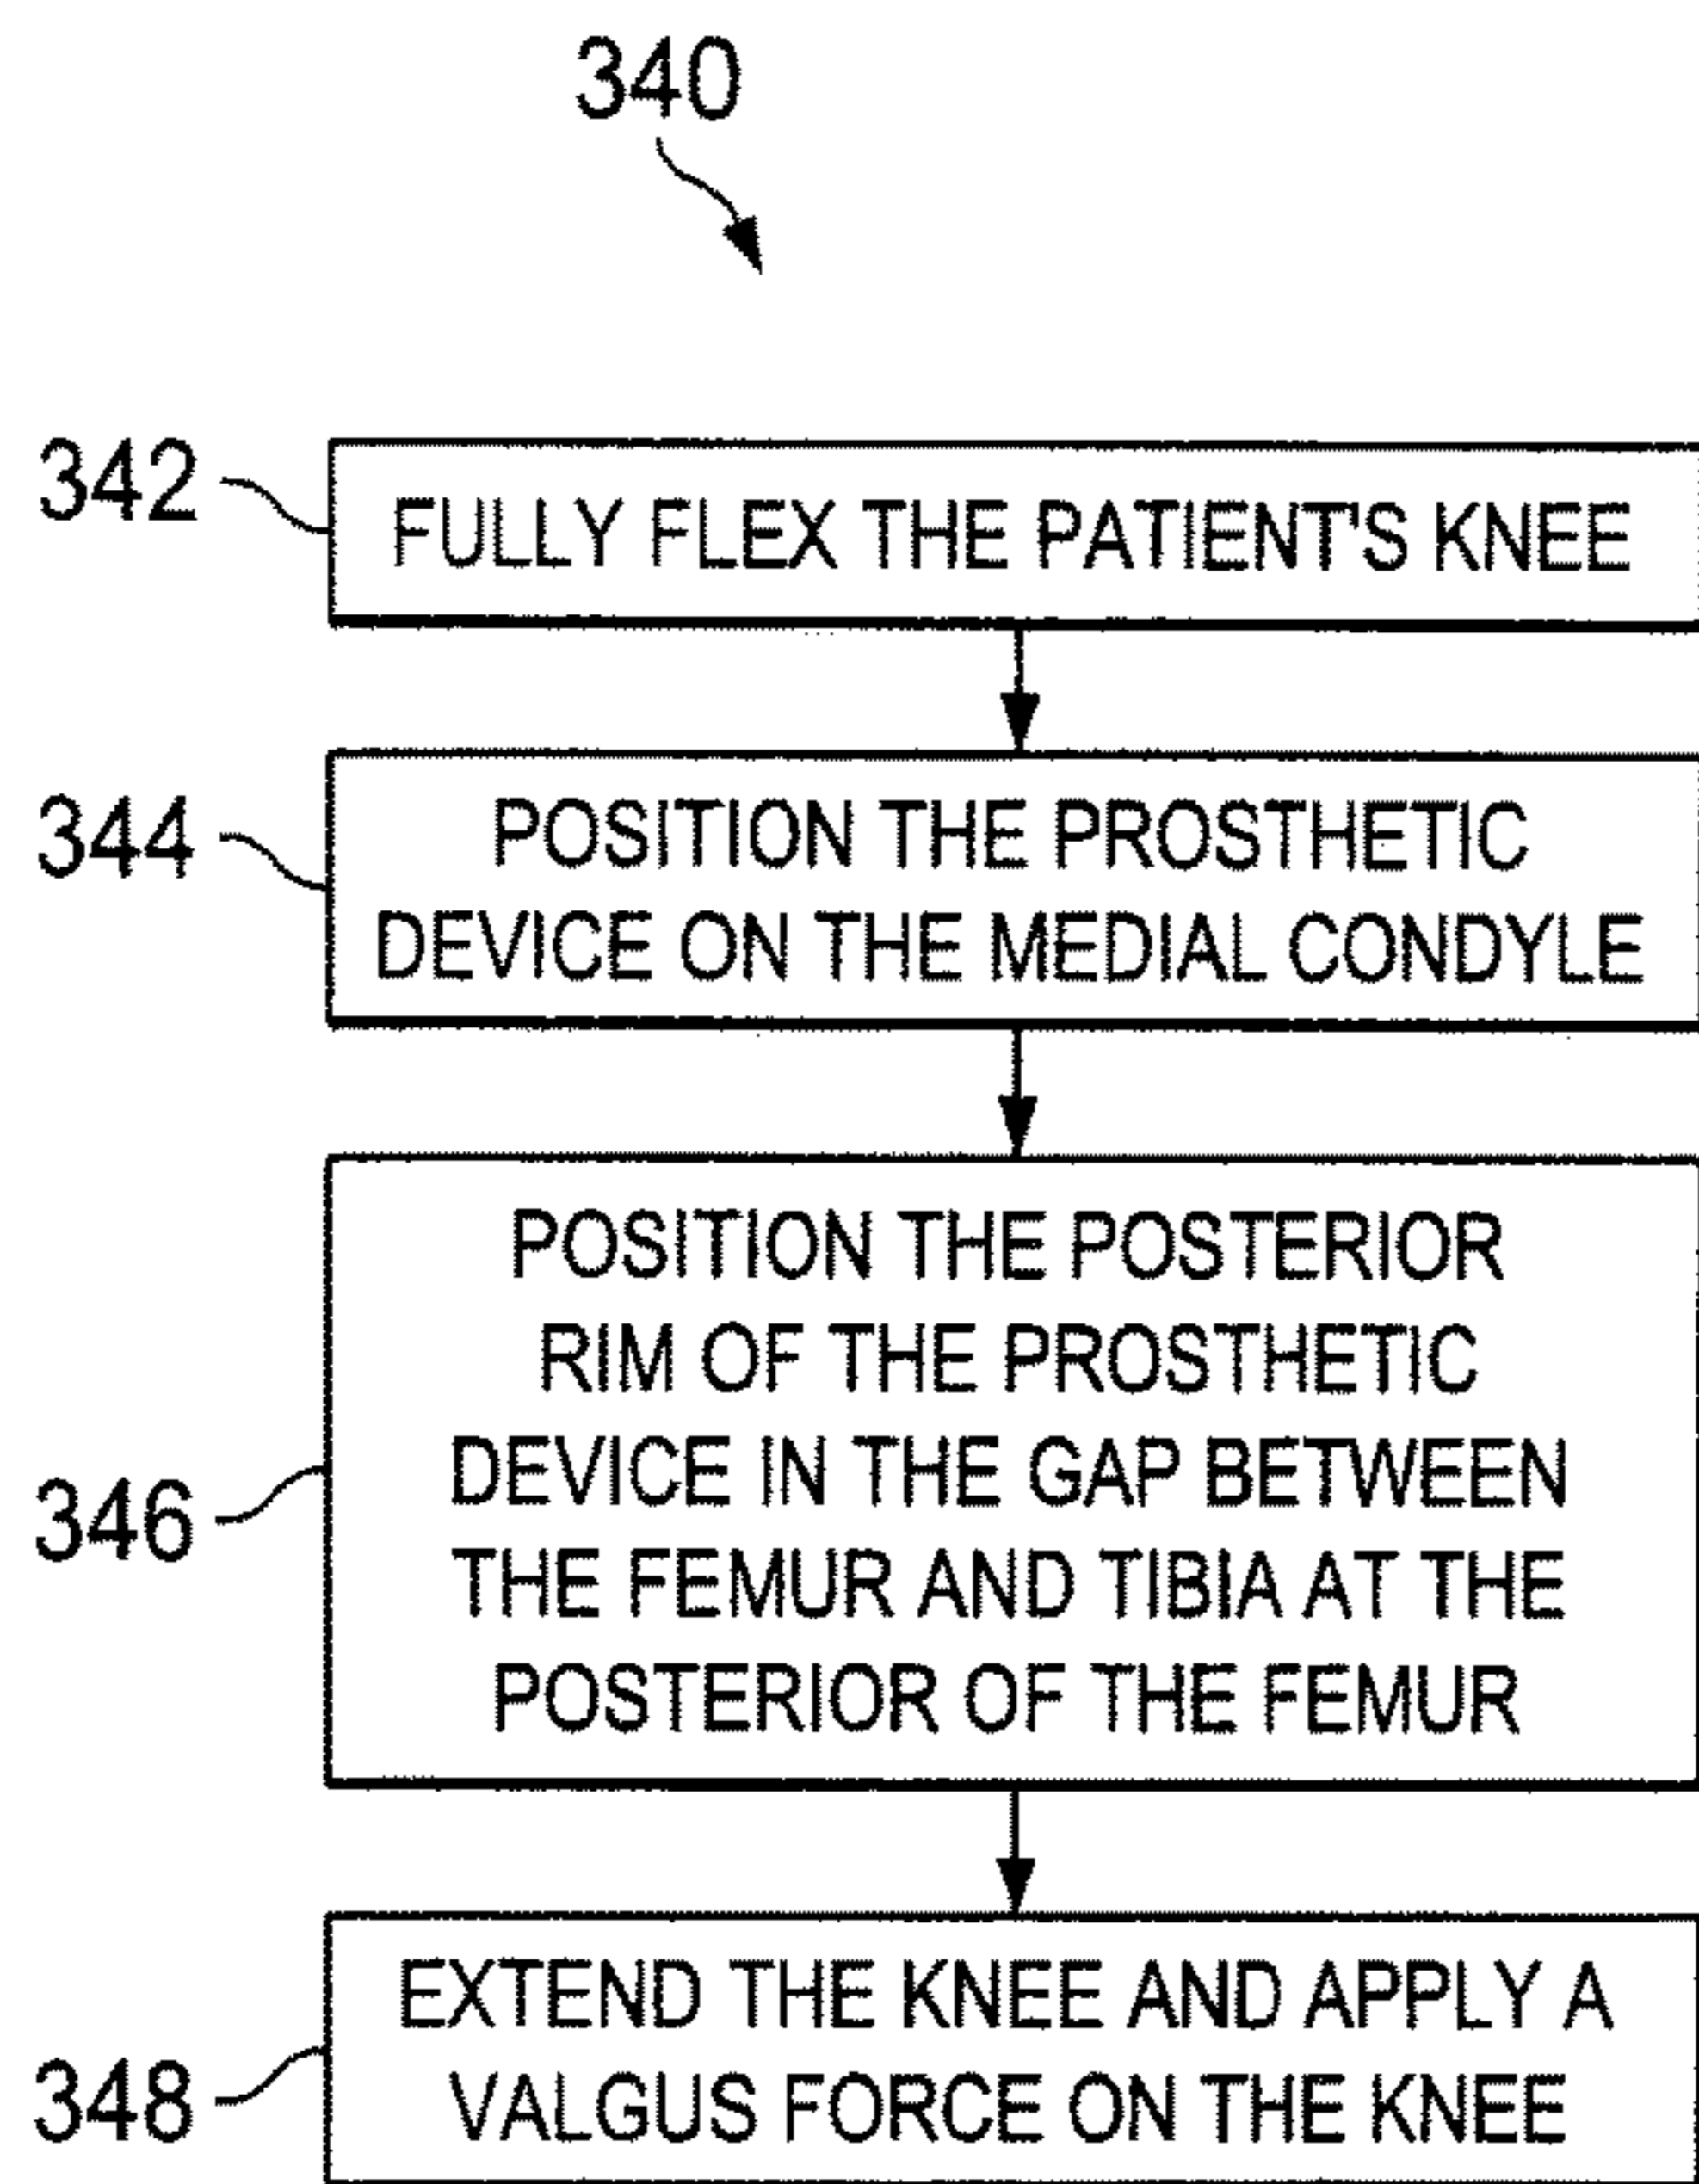 340
342
FULLY FLEX THE PATIENT'S KNEE
344
POSITION THE PROSTHETIC
DEVICE ON THE MEDIAL CONDYLE
346
POSITION THE POSTERIOR
RIM OF THE PROSTHETIC
DEVICE IN THE GAP BETWEEN
THE FEMUR AND TIBIA AT THE
POSTERIOR OF THE FEMUR
348
EXTEND THE KNEE AND APPLY A
VALGUS FORCE ON THE KNEE